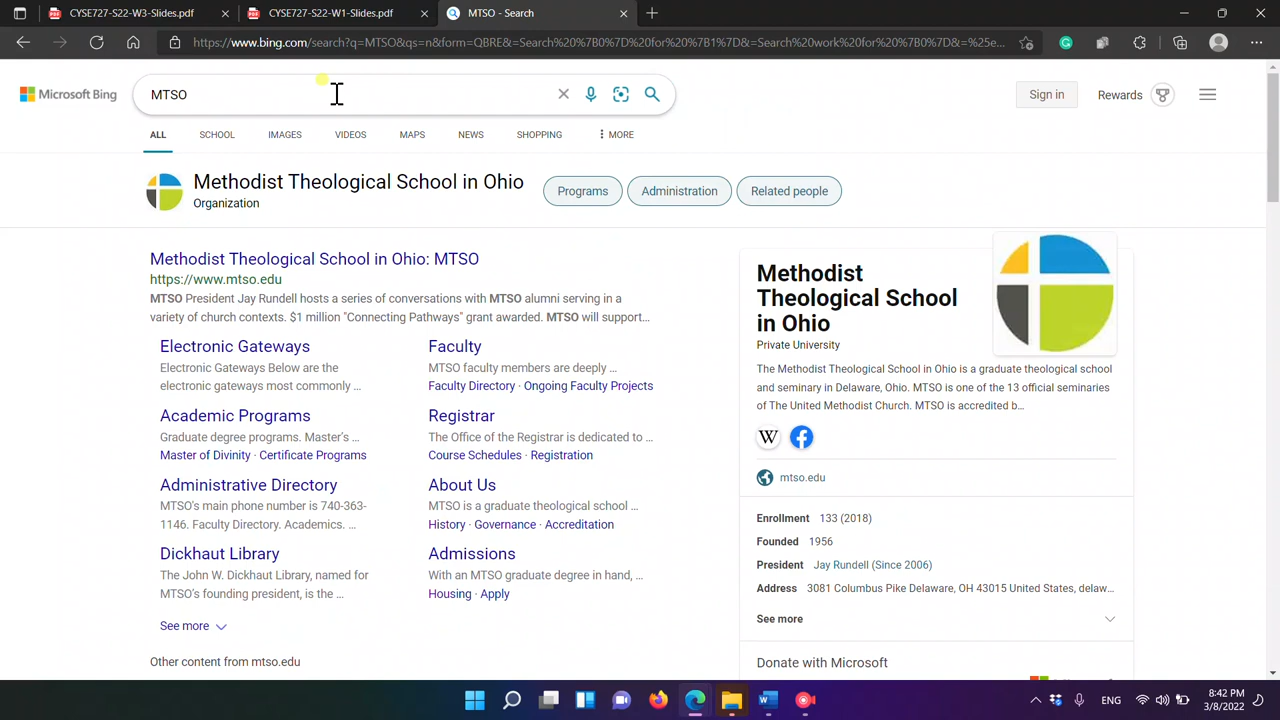 CYSE727-S22-W3-Slides.pdf
CYSE727-S22-W1-Slides.pdf
MTSO - Search
https://www.bing.com/search?q=MTSO&qs=n&form=QBRE&=Search%20%7B0%7D%20for%20%7B1%7D&=Search%20work%20for%20%7B0%7D&=%25e...
Microsoft Bing
MTSO
Sign in
Rewards
ALL
SCHOOL
IMAGES
VIDEOS
MAPS
NEWS
SHOPPING
MORE
Methodist Theological School in Ohio
Organization
Programs
Administration
Related people
Methodist Theological School in Ohio: MTSO
https://www.mtso.edu
MTSO President Jay Rundell hosts a series of conversations with MTSO alumni serving in a
variety of church contexts. $1 million "Connecting Pathways" grant awarded. MTSO will support...
Electronic Gateways
Electronic Gateways Below are the
electronic gateways most commonly ...
Faculty
MTSO faculty members are deeply ...
Faculty Directory · Ongoing Faculty Projects
Academic Programs
Graduate degree programs. Master's ...
Master of Divinity · Certificate Programs
Registrar
The Office of the Registrar is dedicated to ...
Course Schedules · Registration
Administrative Directory
MTSO's main phone number is 740-363-
1146. Faculty Directory. Academics. ...
About Us
MTSO is a graduate theological school ...
History · Governance · Accreditation
Dickhaut Library
The John W. Dickhaut Library, named for
MTSO's founding president, is the ...
Admissions
With an MTSO graduate degree in hand, ...
Housing · Apply
See more
Other content from mtso.edu
Methodist
Theological School
in Ohio
Private University
The Methodist Theological School in Ohio is a graduate theological school
and seminary in Delaware, Ohio. MTSO is one of the 13 official seminaries
of The United Methodist Church. MTSO is accredited b...
W
mtso.edu
Enrollment 133 (2018)
Founded 1956
President Jay Rundell (Since 2006)
Address 3081 Columbus Pike Delaware, OH 43015 United States, delaw...
See more
Donate with Microsoft
ENG
8:42 PM
3/8/2022